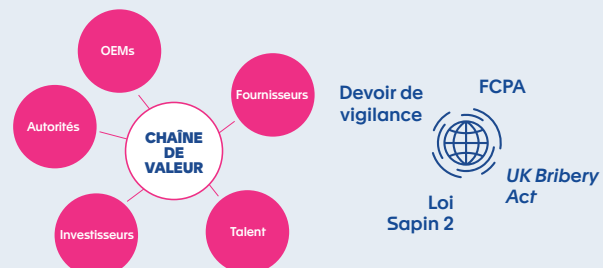 OEMs
Fournisseurs
Autorités
CHAÎNE
DE
VALEUR
Investisseurs
Talent
Devoir de
vigilance
FCPA
UK Bribery
Act
Loi
Sapin 2